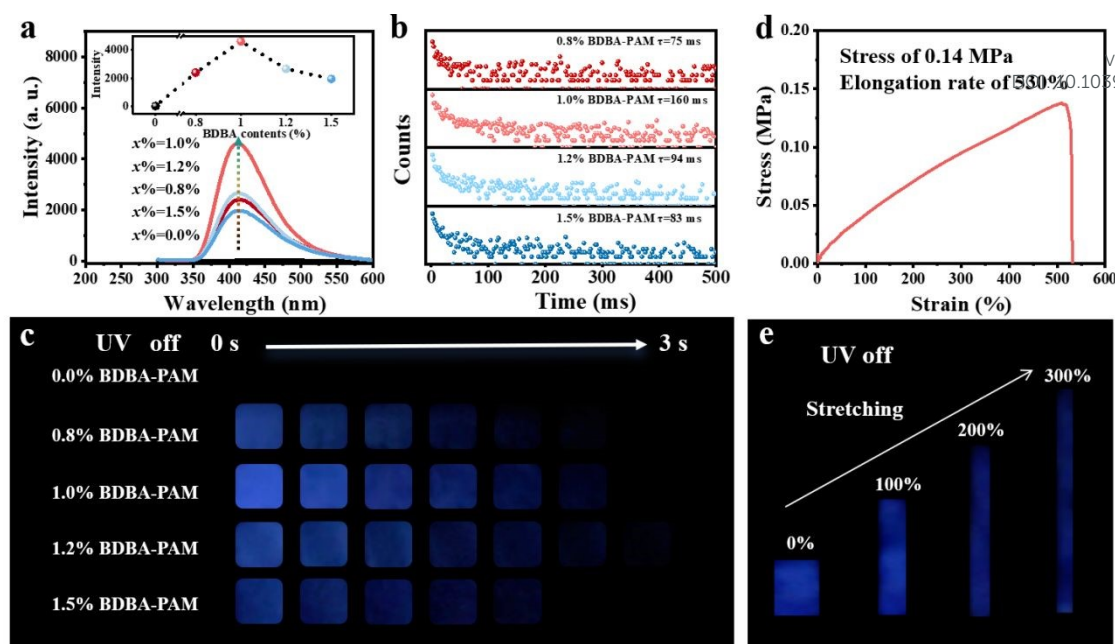 a
8000
6000
4000
2000
0
Intensity (a. u.)
200 250 300 350 400 450 500 550 600
Wavelength (nm)
4000
2000
0
Intensity
0 0.8 1 1.2 1.5
BDBA contents (%)
x%=1.0%
x%=1.2%
x%=0.8%
x%=1.5%
x%=0.0%
b
Counts
0.8% BDBA-PAM τ=75 ms
1.0% BDBA-PAM τ=160 ms
1.2% BDBA-PAM τ=94 ms
1.5% BDBA-PAM τ=83 ms
0 100 200 300 400 500
Time (ms)
d
Stress of 0.14 MPa
Elongation rate of 530%
0.20
0.15
0.10
0.05
0.00
Stress (MPa)
0 100 200 300 400 500 600
Strain (%)
c
UV off 0 s 3 s
0.0% BDBA-PAM
0.8% BDBA-PAM
1.0% BDBA-PAM
1.2% BDBA-PAM
1.5% BDBA-PAM
e
UV off
Stretching
0%
100%
200%
300%